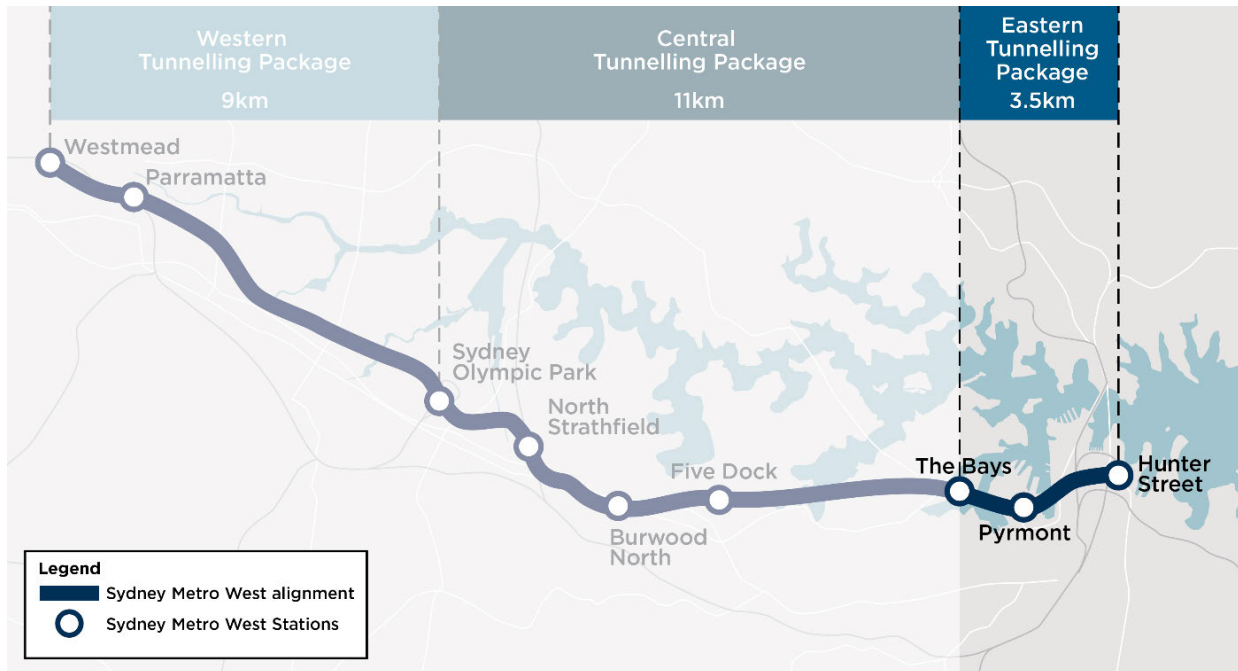 Western
Tunnelling Package
9km
Central
Tunnelling Package
11km
Eastern
Tunnelling
Package
3.5km
Westmead
Parramatta
Sydney
Olympic Park
North
Strathfield
Five Dock
Burwood
North
The Bays
Pyrmont
Hunter
Street
Legend
Sydney Metro West alignment
Sydney Metro West Stations